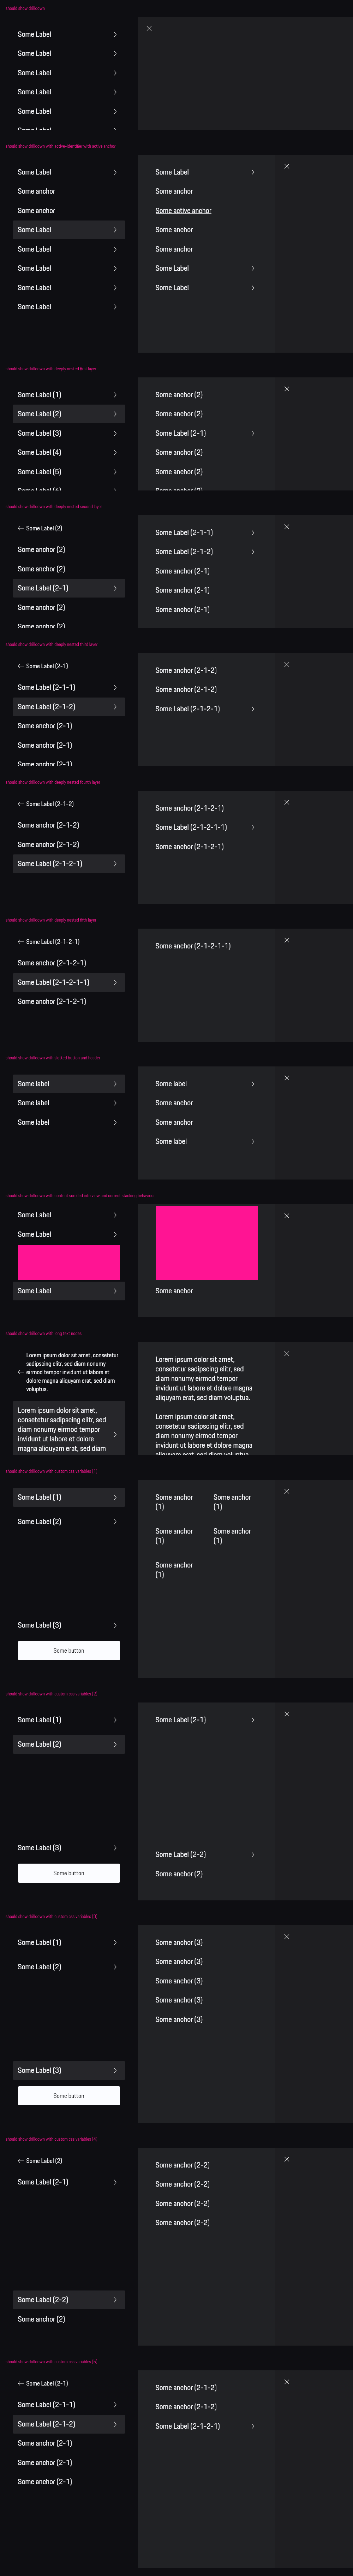 should show drilldown
Some Label
Some Label
Some Label
Some Label
Some Label
Some Label
should show drilldown with active-identifier with active anchor
Some Label
Some anchor
Some anchor
Some Label
Some Label
Some Label
Some Label
Some Label
Some Label
Some anchor
Some active anchor
Some anchor
Some anchor
Some Label
Some Label
should show drilldown with deeply nested first layer
Some Label (1)
Some Label (2)
Some Label (3)
Some Label (4)
Some Label (5)
Some Label (6)
Some anchor (2)
Some anchor (2)
Some Label (2-1)
Some anchor (2)
Some anchor (2)
Some anchor (2)
should show drilldown with deeply nested second layer
Some Label (2)
Some anchor (2)
Some anchor (2)
Some Label (2-1)
Some anchor (2)
Some anchor (2)
Some Label (2-1-1)
Some Label (2-1-2)
Some anchor (2-1)
Some anchor (2-1)
Some anchor (2-1)
should show drilldown with deeply nested third layer
Some Label (2-1)
Some Label (2-1-1)
Some Label (2-1-2)
Some anchor (2-1)
Some anchor (2-1)
Some anchor (2-1)
Some anchor (2-1-2)
Some anchor (2-1-2)
Some Label (2-1-2-1)
should show drilldown with deeply nested fourth layer
Some Label (2-1-2)
Some anchor (2-1-2)
Some anchor (2-1-2)
Some Label (2-1-2-1)
Some anchor (2-1-2-1)
Some Label (2-1-2-1-1)
Some anchor (2-1-2-1)
should show drilldown with deeply nested fifth layer
Some Label (2-1-2-1)
Some anchor (2-1-2-1)
Some Label (2-1-2-1-1)
Some anchor (2-1-2-1)
Some anchor (2-1-2-1-1)
should show drilldown with slotted button and header
Some label
Some label
Some label
Some label
Some anchor
Some anchor
Some label
should show drilldown with content scrolled into view and correct stacking behaviour
Some Label
Some Label
Some Label
Some anchor
should show drilldown with long text nodes
Lorem ipsum dolor sit amet, consetetur
sadipscing elitr, sed diam nonumy
eirmod tempor invidunt ut labore et
dolore magna aliquyam erat, sed diam
voluptus.
Lorem ipsum dolor sit amet,
consetetur sadipscing elitr, sed
diam nonumy eirmod tempor
invidunt ut labore et dolore
magna aliquyam erat, sed diam
Lorem ipsum dolor sit amet,
consetetur sadipscing elitr, sed
diam nonumy eirmod tempor
invidunt ut labore et dolore magna
aliquyam erat, sed diam voluptus.
Lorem ipsum dolor sit amet,
consetetur sadipscing elitr, sed
diam nonumy eirmod tempor
invidunt ut labore et dolore magna
should show drilldown with custom css variables (1)
Some Label (1)
Some Label (2)
Some Label (3)
Some button
Some anchor
(1)
Some anchor
(1)
Some anchor
(1)
Some anchor
(1)
Some anchor
(1)
should show drilldown with custom css variables (2)
Some Label (1)
Some Label (2)
Some Label (3)
Some button
Some Label (2-1)
Some Label (2-2)
Some anchor (2)
should show drilldown with custom css variables (3)
Some Label (1)
Some Label (2)
Some Label (3)
Some button
Some anchor (3)
Some anchor (3)
Some anchor (3)
Some anchor (3)
Some anchor (3)
should show drilldown with custom css variables (4)
Some Label (2)
Some Label (2-1)
Some Label (2-2)
Some anchor (2)
Some anchor (2-2)
Some anchor (2-2)
Some anchor (2-2)
Some anchor (2-2)
should show drilldown with custom css variables (5)
Some Label (2-1)
Some Label (2-1-1)
Some Label (2-1-2)
Some anchor (2-1)
Some anchor (2-1)
Some anchor (2-1)
Some anchor (2-1-2)
Some anchor (2-1-2)
Some Label (2-1-2-1)